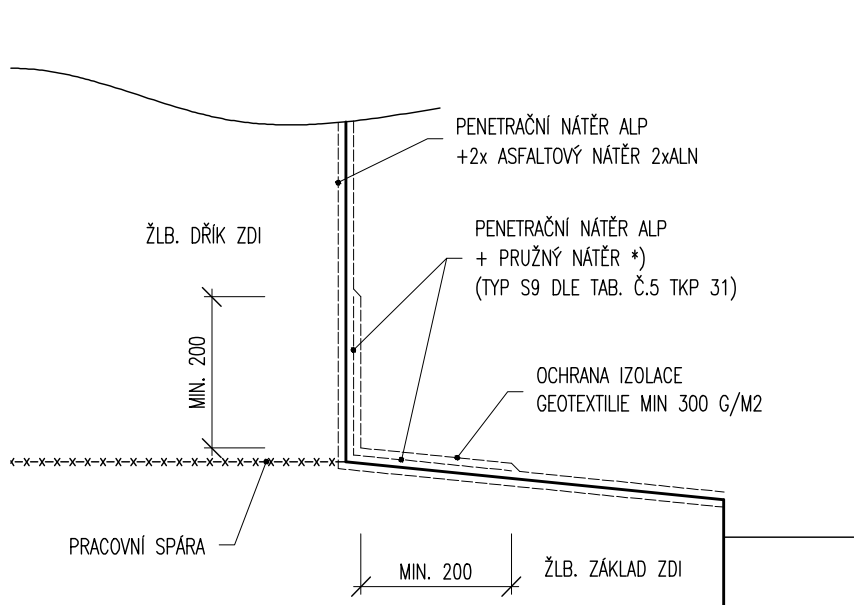 PENETRAČNÍ NÁTĚR ALP
+2x ASFALTOVÝ NÁTĚR 2xALN
ŽLB. DŘÍK ZDI
PENETRAČNÍ NÁTĚR ALP
+ PRUŽNÝ NÁTĚR *)
(TYP S9 DLE TAB. Č.5 TKP 31)
MIN. 200
OCHRANA IZOLACE
GEOTEXTILIE MIN 300 G/M2
PRACOVNÍ SPÁRA
MIN. 200
ŽLB. ZÁKLAD ZDI